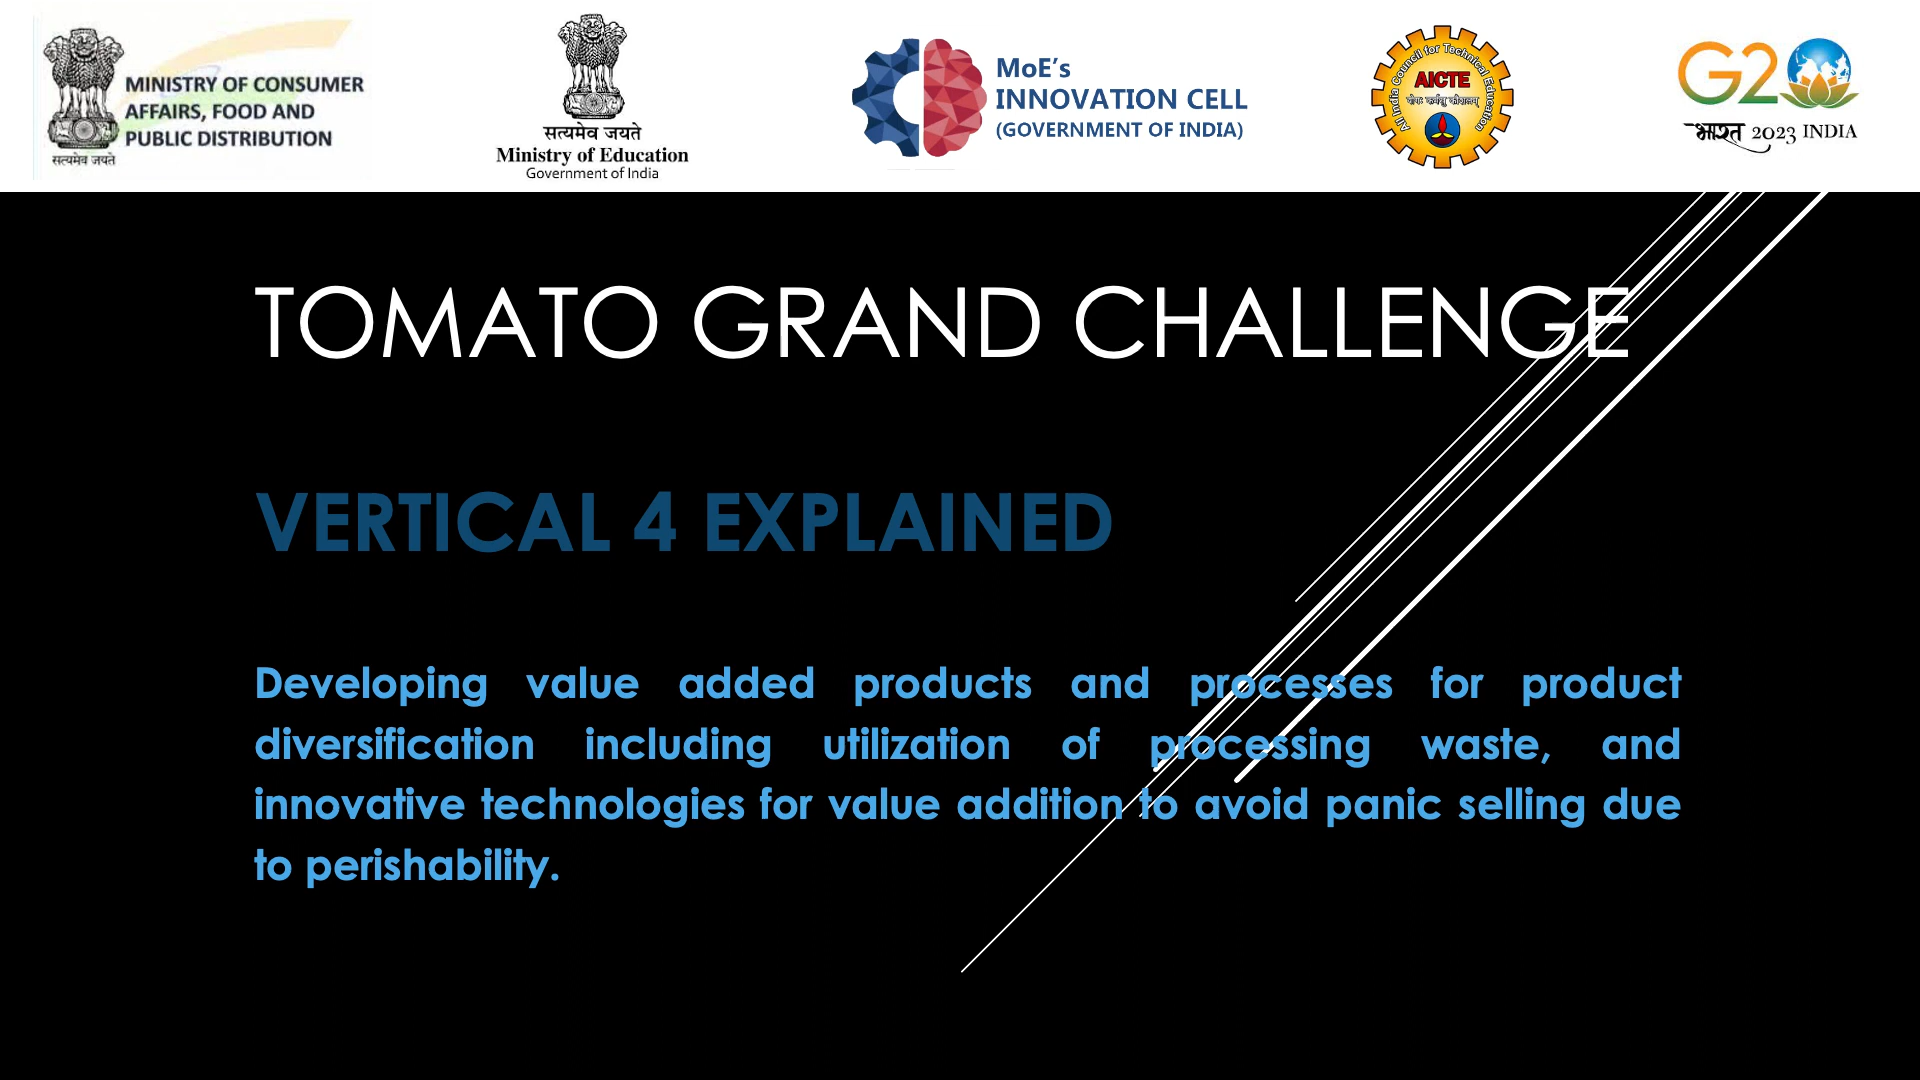 MINISTRY OF CONSUMER
AFFAIRS, FOOD AND
PUBLIC DISTRIBUTION
सत्यमेव जयते
सत्यमेव जयते
Ministry of Education
Government of India
MoE's
INNOVATION CELL
(GOVERNMENT OF INDIA)
All India Council for Technical Education
AICTE
योगः कर्मसु कौशलम्
G20
भारत 2023 INDIA
TOMATO GRAND CHALLENGE
VERTICAL 4 EXPLAINED
Developing value added products and processes for product
diversification including utilization of processing waste, and
innovative technologies for value addition to avoid panic selling due
to perishability.